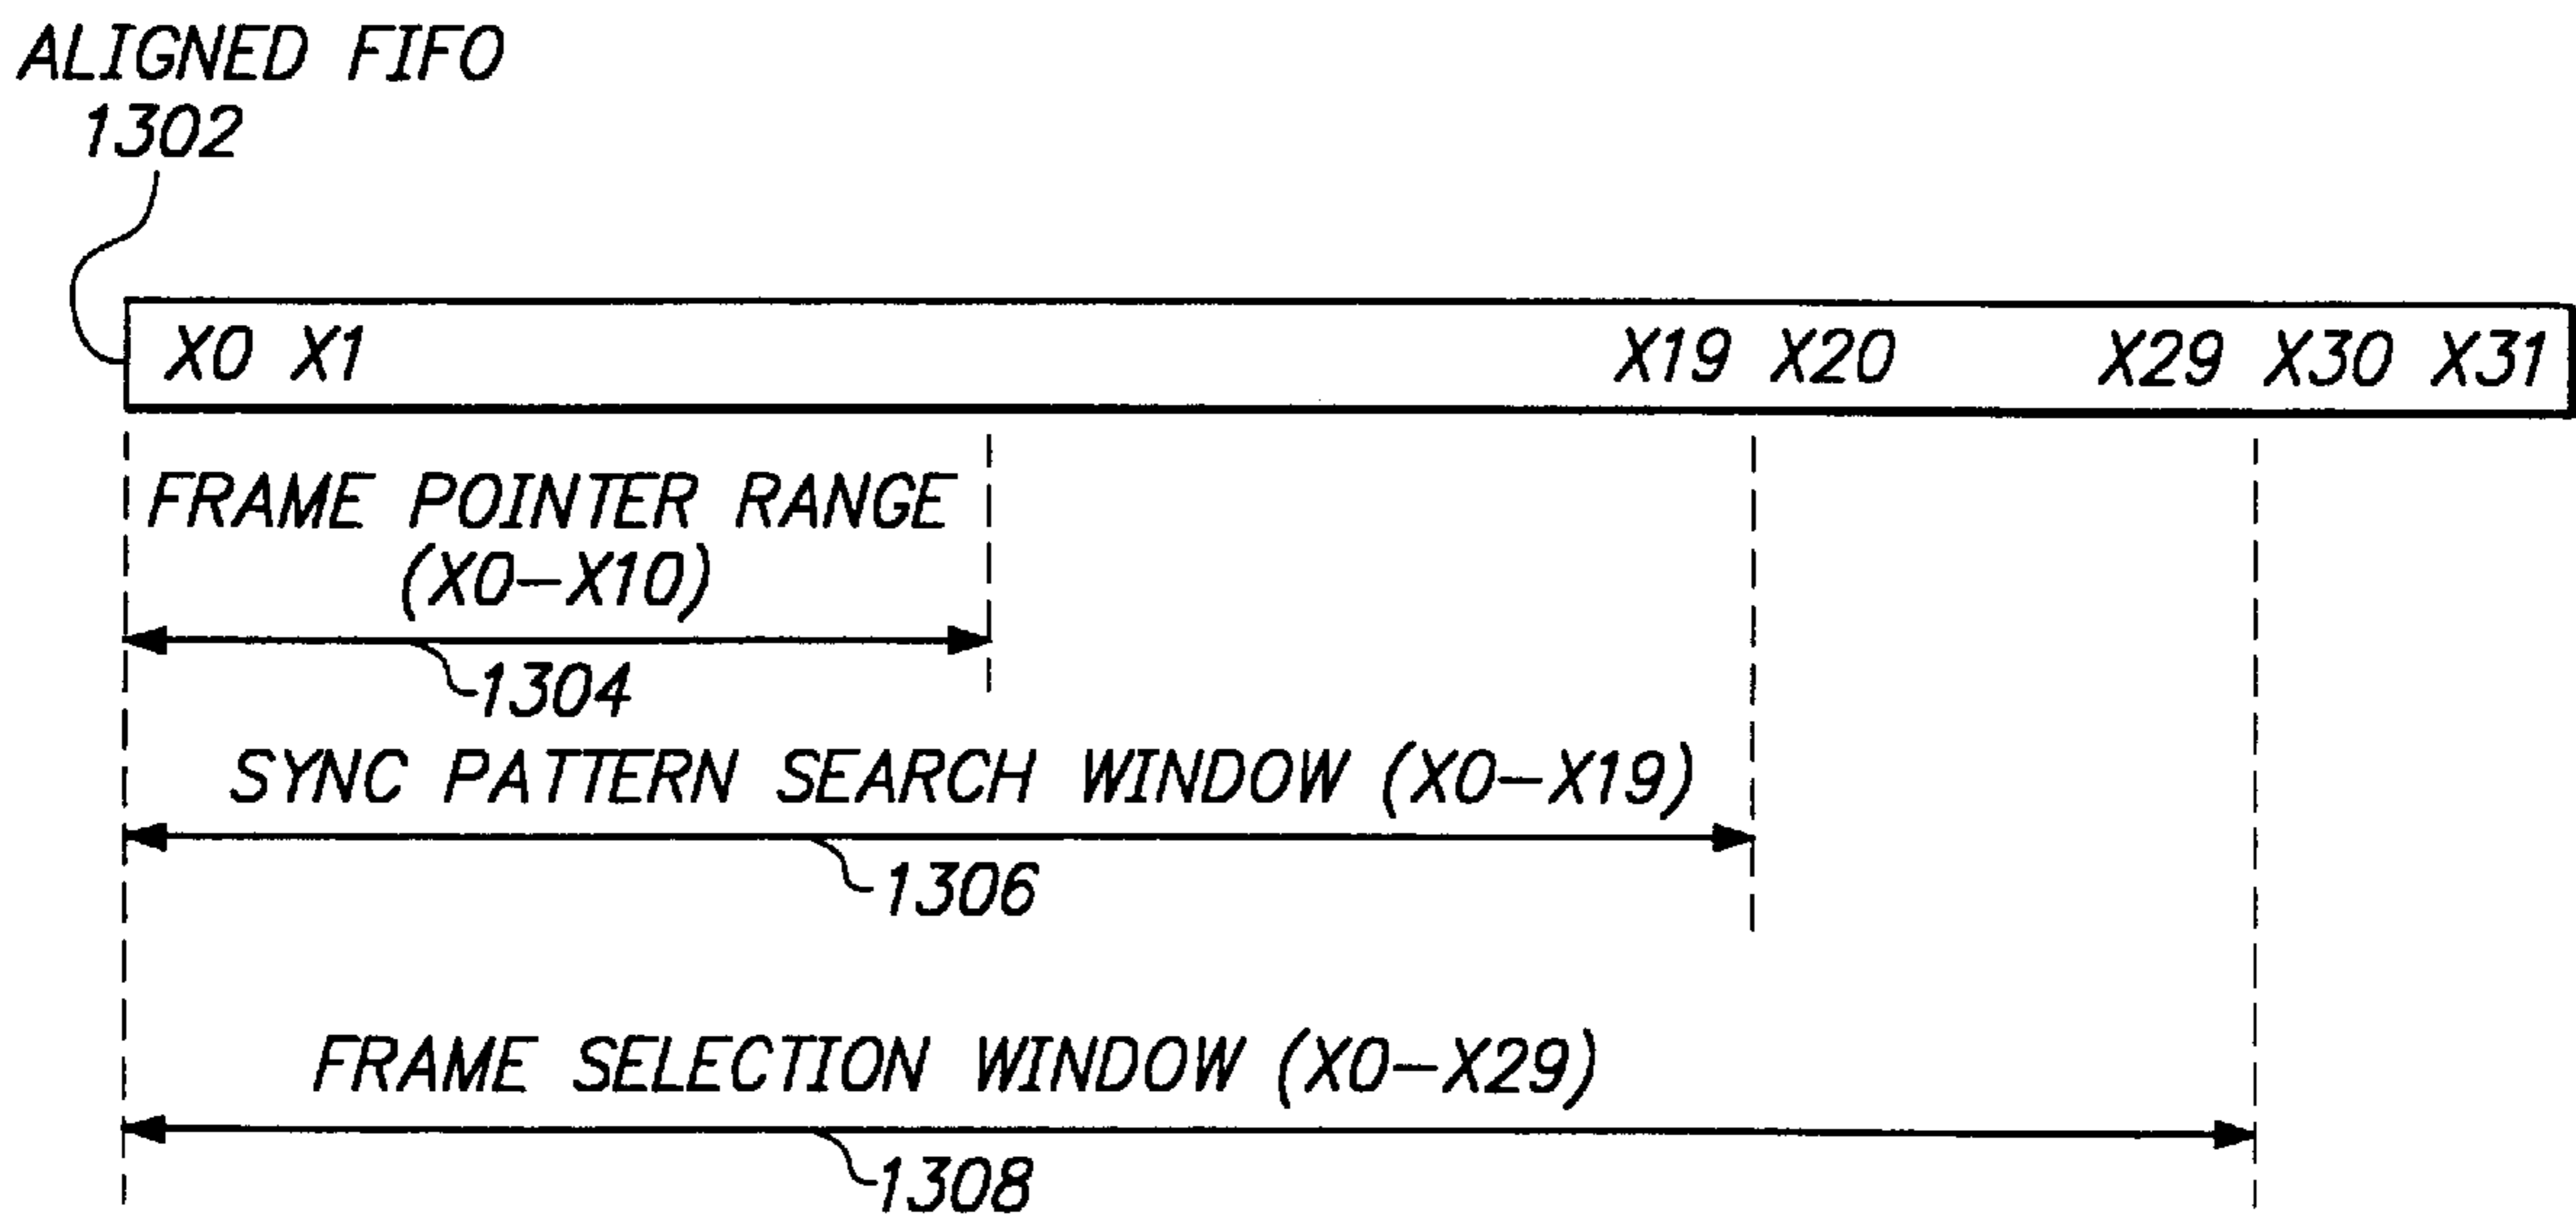 ALIGNED FIFO
1302
X0 X1 X19 X20 X29 X30 X31
FRAME POINTER RANGE
(X0-X10)
1304
SYNC PATTERN SEARCH WINDOW (X0-X19)
1306
FRAME SELECTION WINDOW (X0-X29)
1308